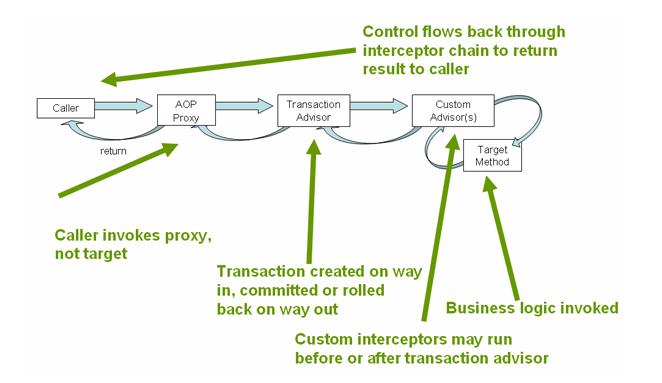 Control flows back through
interceptor chain to return
result to caller
Caller
AOP
Proxy
Transaction
Advisor
Custom
Advisor(s)
return
Target
Method
Caller invokes proxy,
not target
Transaction created on way
in, committed or rolled
back on way out
Business logic invoked
Custom interceptors may run
before or after transaction advisor